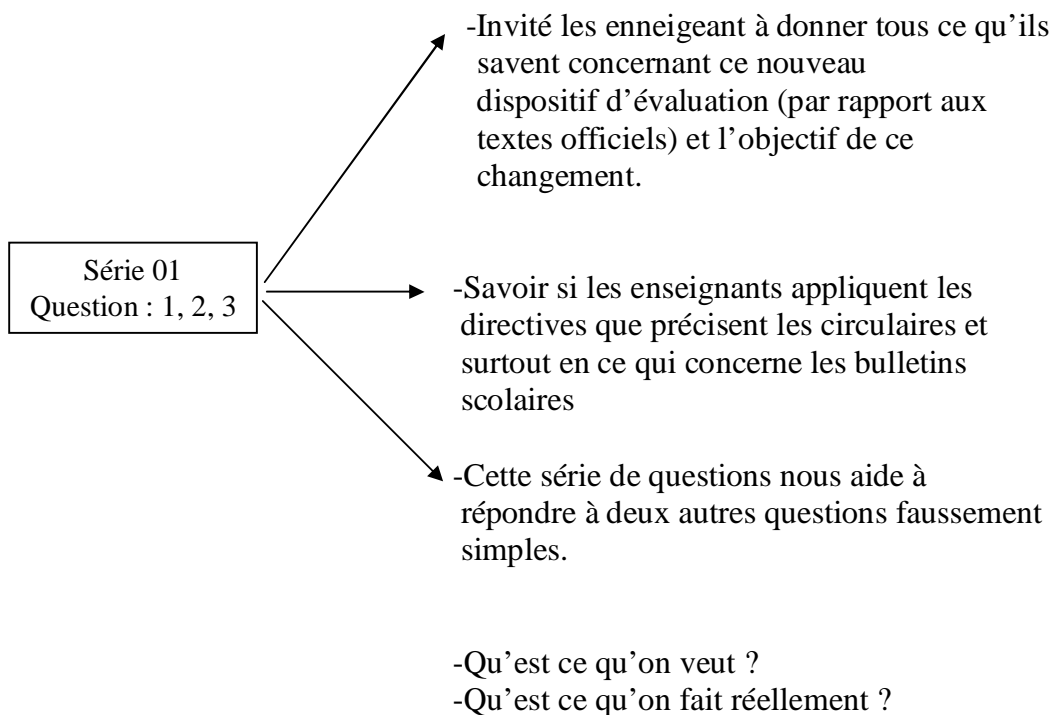 -Invité les enneigeant à donner tous ce qu’ils
savent concernant ce nouveau
dispositif d’évaluation (par rapport aux
textes officiels) et l’objectif de ce
changement.
Série 01
Question : 1, 2, 3
-Savoir si les enseignants appliquent les
directives que précisent les circulaires et
surtout en ce qui concerne les bulletins
scolaires
-Cette série de questions nous aide à
répondre à deux autres questions faussement
simples.
-Qu’est ce qu’on veut ?
-Qu’est ce qu’on fait réellement ?